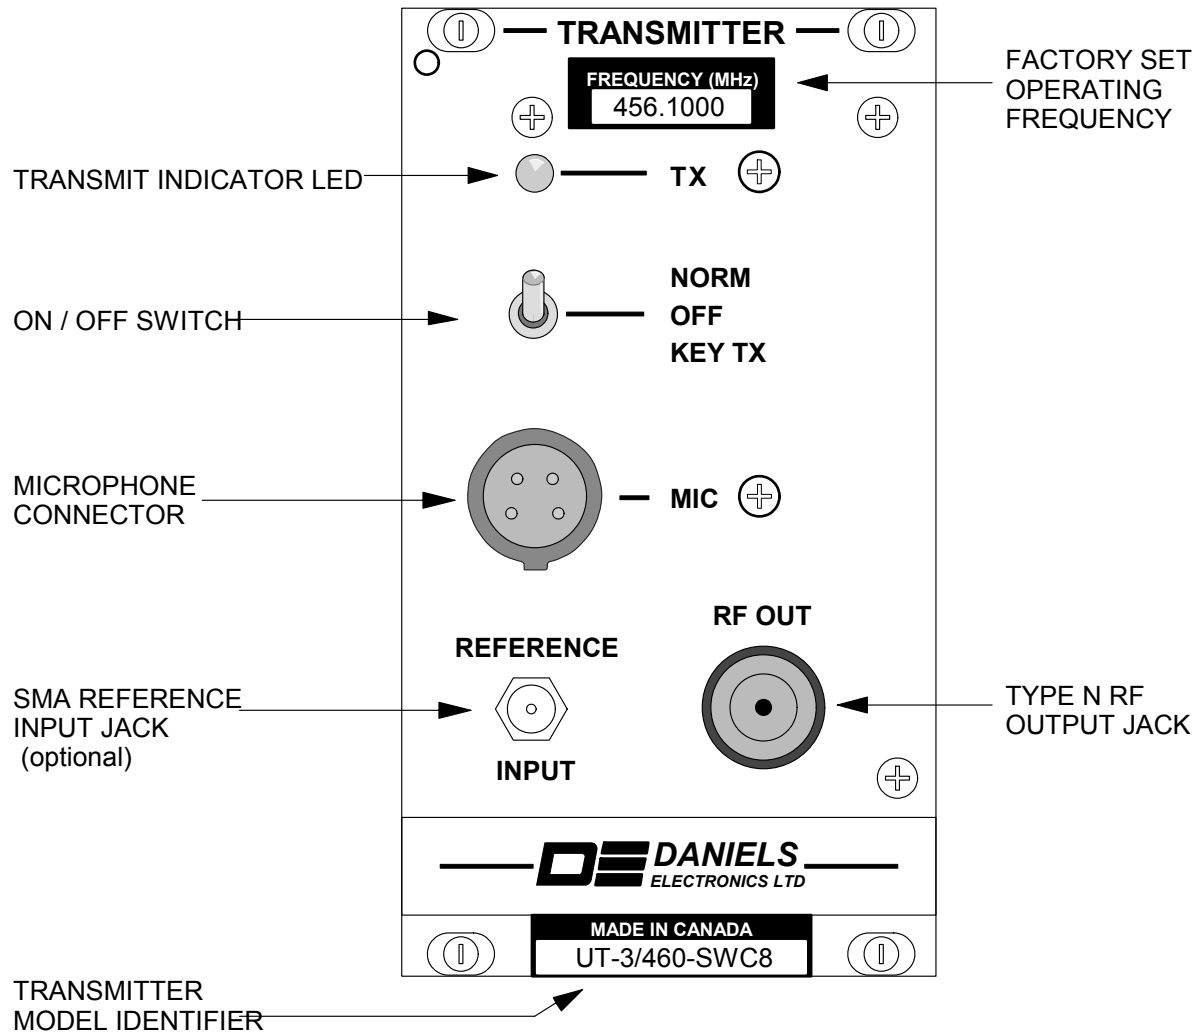 TRANSMITTER
FREQUENCY (MHz)
456.1000
FACTORY SET
OPERATING
FREQUENCY
TRANSMIT INDICATOR LED
TX
NORM
ON / OFF SWITCH
OFF
KEY TX
MICROPHONE
CONNECTOR
MIC
RF OUT
REFERENCE
SMA REFERENCE
INPUT JACK
(optional)
TYPE N RF
OUTPUT JACK
INPUT
DE DANIELS
ELECTRONICS LTD
MADE IN CANADA
UT-3/460-SWC8
TRANSMITTER
MODEL IDENTIFIER